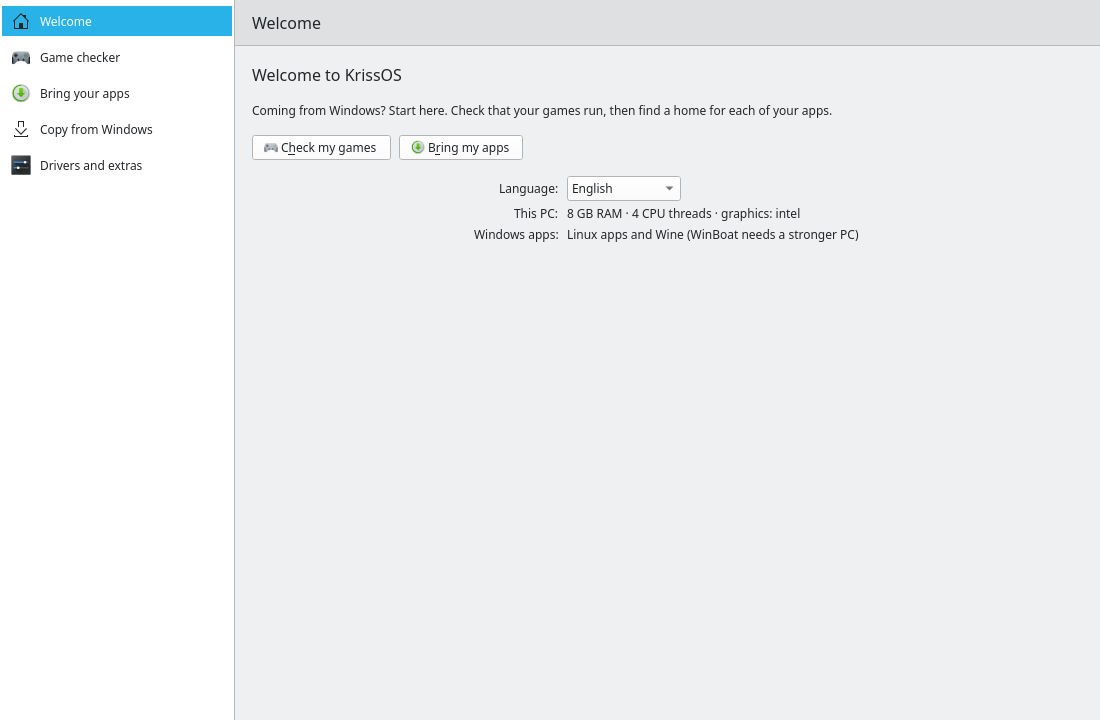 Welcome
Game checker
Bring your apps
Copy from Windows
Drivers and extras
Welcome
Welcome to KrissOS
Coming from Windows? Start here. Check that your games run, then find a home for each of your apps.
Check my games
Bring my apps
Language: English
This PC: 8 GB RAM · 4 CPU threads · graphics: intel
Windows apps: Linux apps and Wine (WinBoat needs a stronger PC)